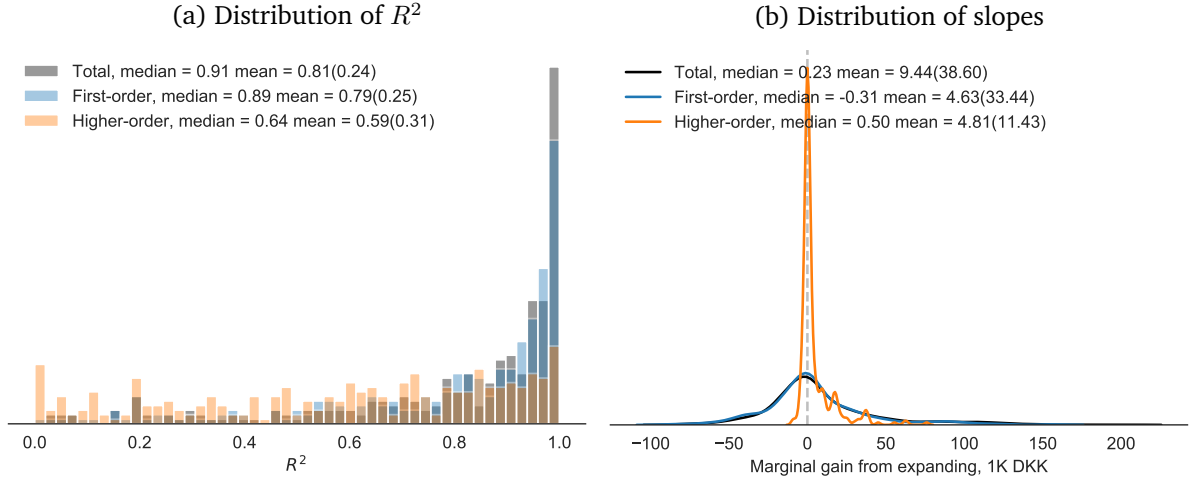 (a) Distribution of R²
Total, median = 0.91 mean = 0.81(0.24)
First-order, median = 0.89 mean = 0.79(0.25)
Higher-order, median = 0.64 mean = 0.59(0.31)
0.0 0.2 0.4 0.6 0.8 1.0
R²
(b) Distribution of slopes
Total, median = 0.23 mean = 9.44(38.60)
First-order, median = -0.31 mean = 4.63(33.44)
Higher-order, median = 0.50 mean = 4.81(11.43)
−100 −50 0 50 100 150 200
Marginal gain from expanding, 1K DKK